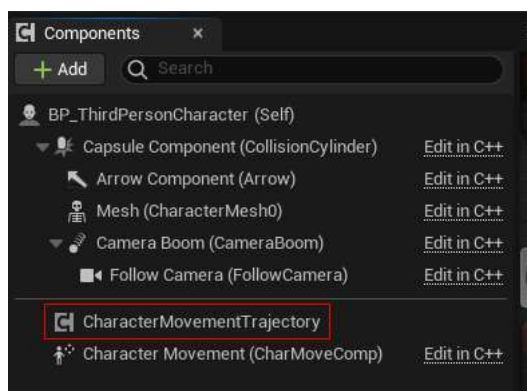 Components
+ Add
Search
BP_ThirdPersonCharacter (Self)
Capsule Component (CollisionCylinder) Edit in C++
Arrow Component (Arrow) Edit in C++
Mesh (CharacterMesh0) Edit in C++
Camera Boom (CameraBoom) Edit in C++
Follow Camera (FollowCamera) Edit in C++
CharacterMovementTrajectory
Character Movement (CharMoveComp) Edit in C++